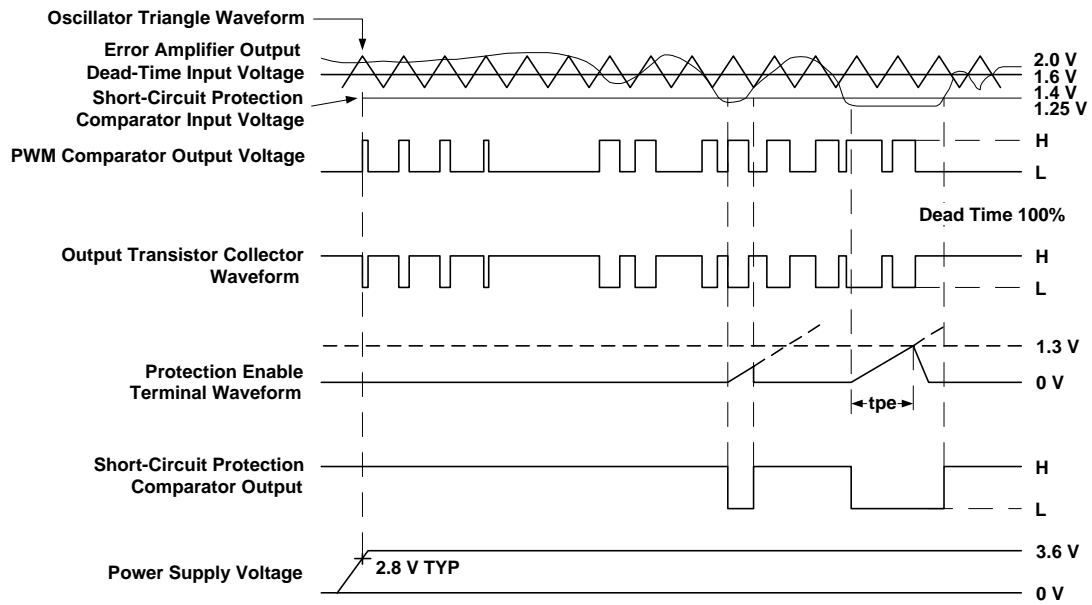 Oscillator Triangle Waveform
Error Amplifier Output
Dead-Time Input Voltage
Short-Circuit Protection
Comparator Input Voltage
2.0 V
1.6 V
1.4 V
1.25 V
PWM Comparator Output Voltage
H
L
Dead Time 100%
Output Transistor Collector
Waveform
H
L
Protection Enable
Terminal Waveform
1.3 V
0 V
tpe
Short-Circuit Protection
Comparator Output
H
L
Power Supply Voltage
2.8 V TYP
3.6 V
0 V